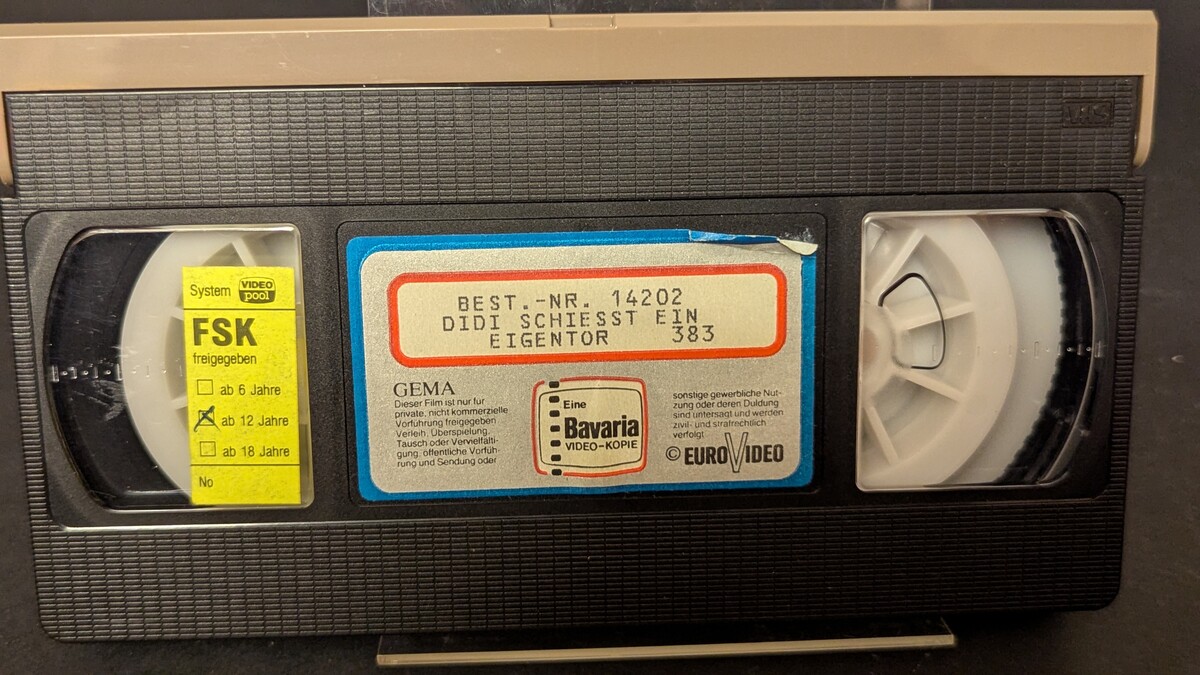 VHS
System VIDEO pool
FSK
freigegeben
ab 6 Jahre
ab 12 Jahre
ab 18 Jahre
No
BEST.-NR. 14202
DIDI SCHIESST EIN
EIGENTOR 383
GEMA
Dieser Film ist nur für
private, nicht kommerzielle
Vorführung freigegeben
Verleih, Überspielung,
Tausch oder Vervielfälti-
gung, öffentliche Vorfüh-
rung und Sendung oder
Eine
Bavaria
VIDEO-KOPIE
sonstige gewerbliche Nut-
zung oder deren Duldung
sind untersagt und werden
zivil- und strafrechtlich
verfolgt
© EUROVIDEO